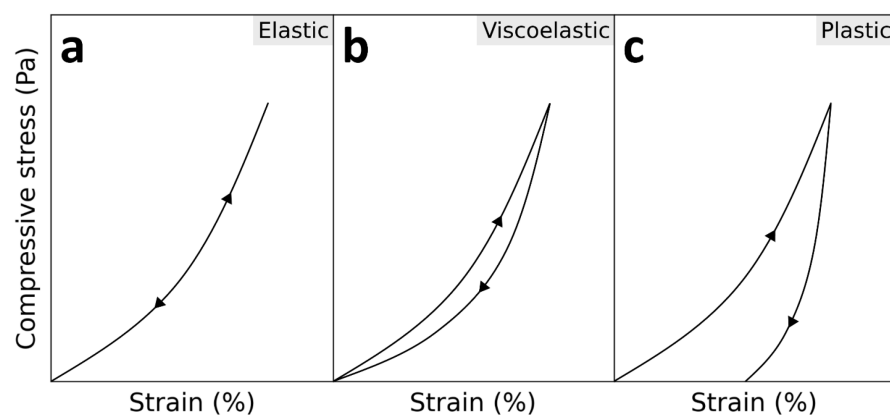 a
Elastic
b
Viscoelastic
c
Plastic
Compressive stress (Pa)
Strain (%)
Strain (%)
Strain (%)